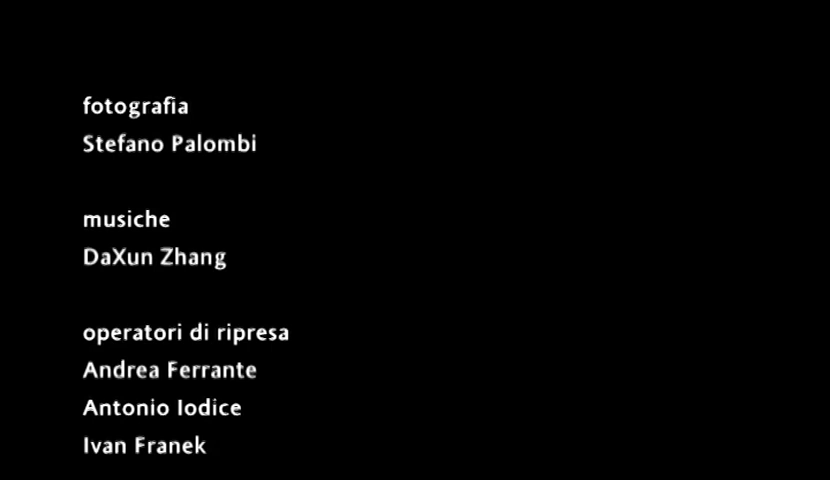 fotografia
Stefano Palombi
musiche
DaXun Zhang
operatori di ripresa
Andrea Ferrante
Antonio Iodice
Ivan Franek